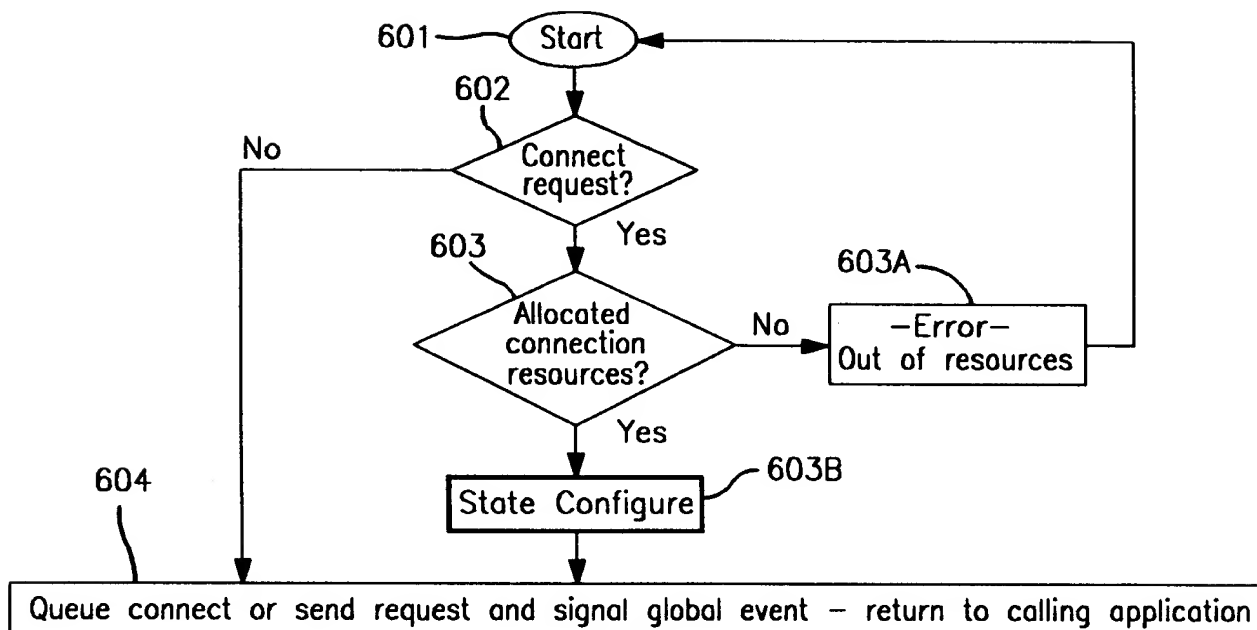 601
Start
602
No
Connect
request?
Yes
603
603A
Allocated
connection
resources?
No
–Error–
Out of resources
Yes
603B
State Configure
604
Queue connect or send request and signal global event – return to calling application